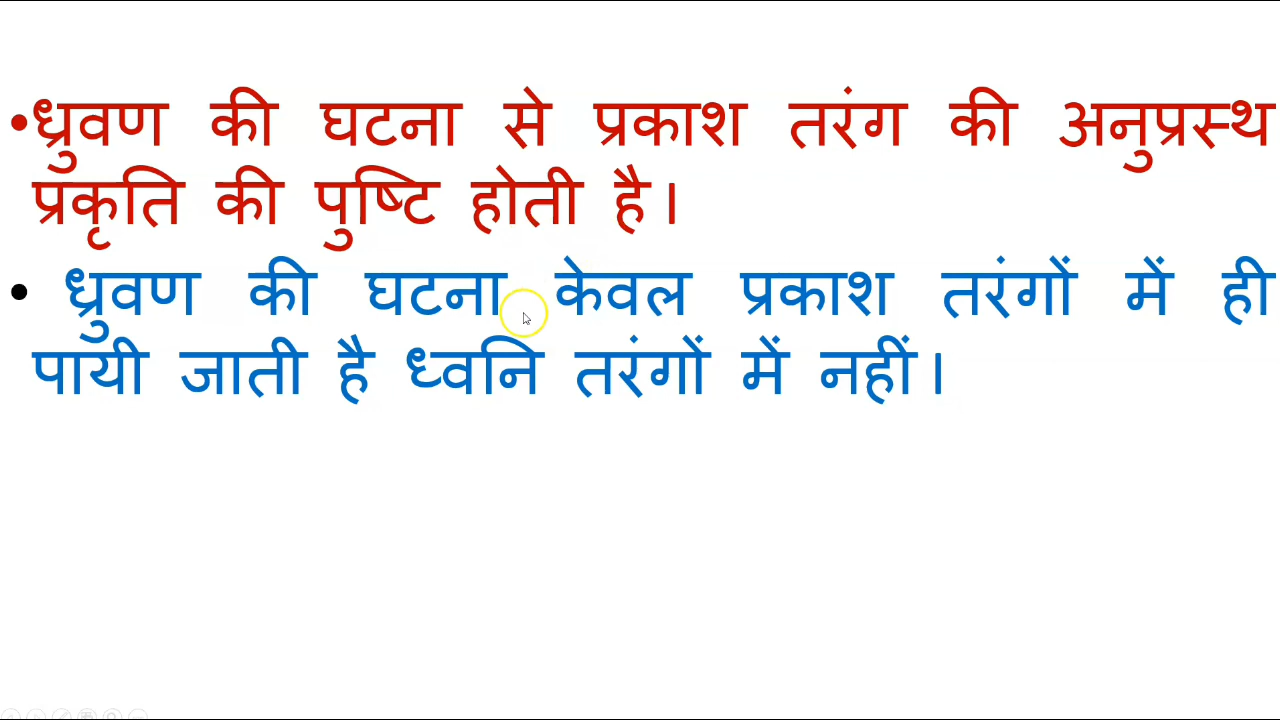 •ध्रुवण की घटना से प्रकाश तरंग की अनुप्रस्थ
प्रकृति की पुष्टि होती है।
• ध्रुवण की घटना केवल प्रकाश तरंगों में ही
पायी जाती है ध्वनि तरंगों में नहीं।